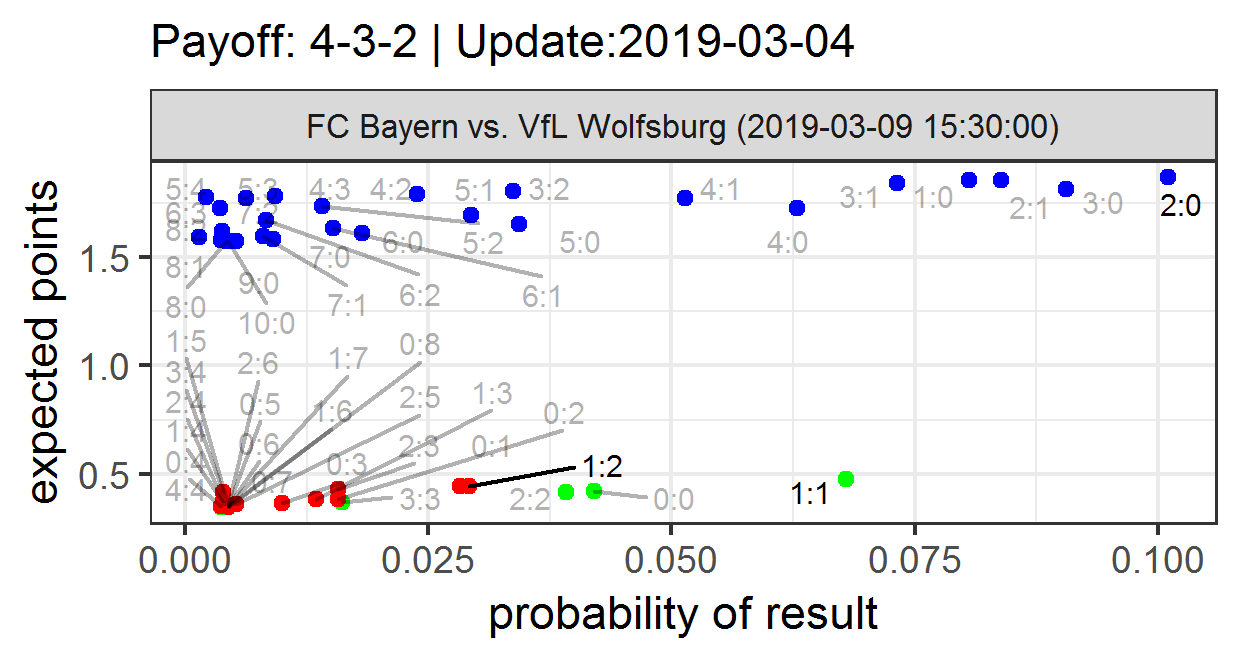 Payoff: 4-3-2 | Update:2019-03-04
FC Bayern vs. VfL Wolfsburg (2019-03-09 15:30:00)
expected points
1.5
1.0
0.5
5:4 5:3 4:3 4:2 5:1 3:2 4:1 3:1 1:0 2:1 3:0 2:0
6:3 7:2
8:2 6:0 5:2 5:0 4:0
8:1 9:0 7:0 6:2 6:1
8:0 10:0 7:1
1:5 2:6 1:7 0:8
3:4
2:4 0:5 1:6 2:5 1:3 0:2
1:4 0:6 2:3 0:1
0:4 0:7 0:3 1:2
4:4 3:3 2:2 0:0 1:1
0.000 0.025 0.050 0.075 0.100
probability of result